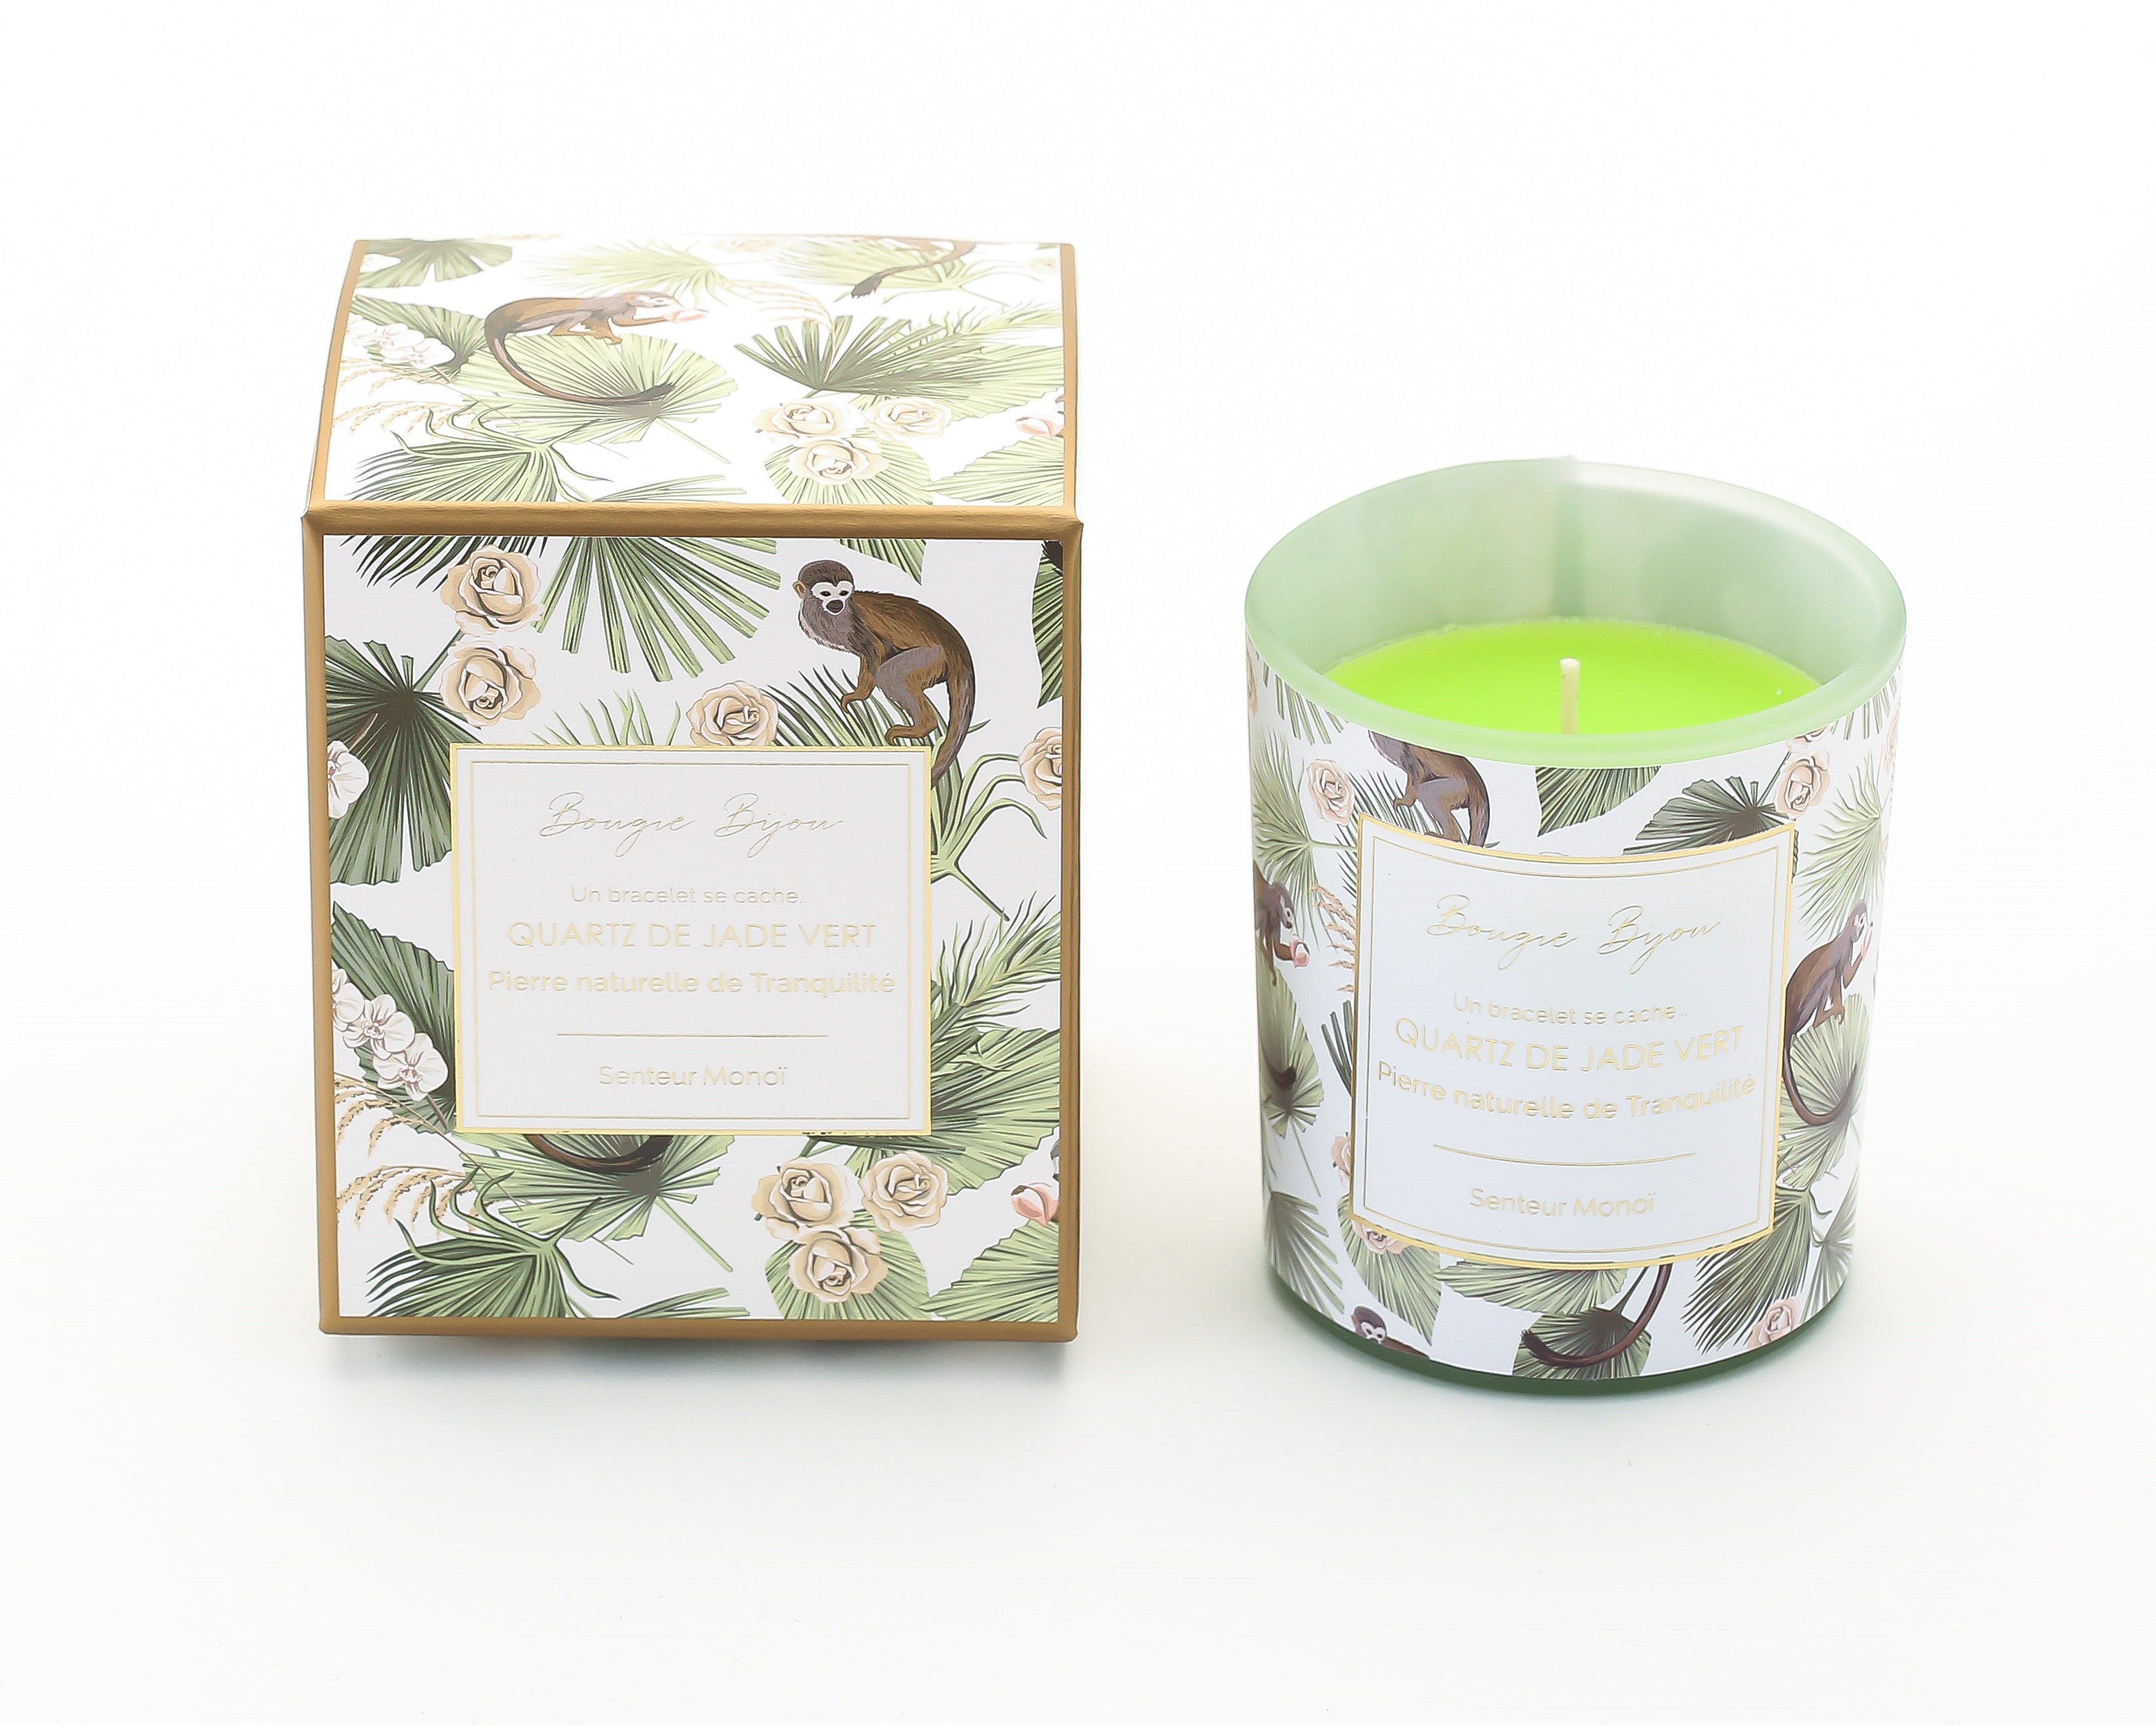 Bougie Bijou
Un bracelet se cache..
QUARTZ DE JADE VERT
Pierre naturelle de Tranquilité
Senteur Monoï
Bougie Bijou
Un bracelet se cache..
QUARTZ DE JADE VERT
Pierre naturelle de Tranquilité
Senteur Monoï